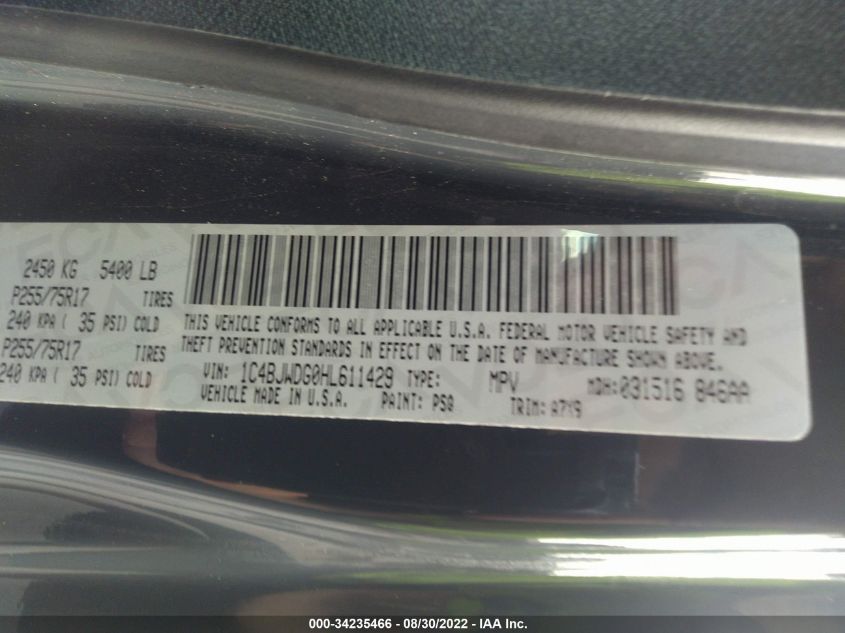 2450 KG 5400 LB
P255/75R17 TIRES
240 KPA ( 35 PSI) COLD
P255/75R17 TIRES
240 KPA ( 35 PSI) COLD
THIS VEHICLE CONFORMS TO ALL APPLICABLE U.S.A. FEDERAL MOTOR VEHICLE SAFETY AND
THEFT PREVENTION STANDARDS IN EFFECT ON THE DATE OF MANUFACTURE SHOWN ABOVE.
VIN: 1C4BJWDG0HL611429 TYPE: MPV MDH:031516 846AA
VEHICLE MADE IN U.S.A. PAINT: PSQ TRIM: A7Y9
000-34235466 - 08/30/2022 - IAA Inc.